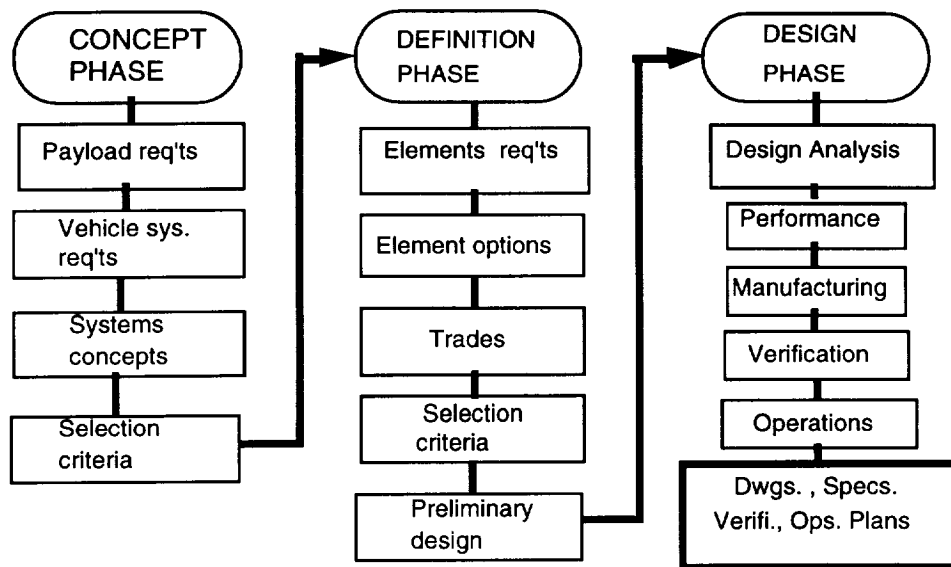 CONCEPT
PHASE
Payload req'ts
Vehicle sys.
req'ts
Systems
concepts
Selection
criteria
DEFINITION
PHASE
Elements req'ts
Element options
Trades
Selection
criteria
Preliminary
design
DESIGN
PHASE
Design Analysis
Performance
Manufacturing
Verification
Operations
Dwgs. , Specs.
Verifi., Ops. Plans